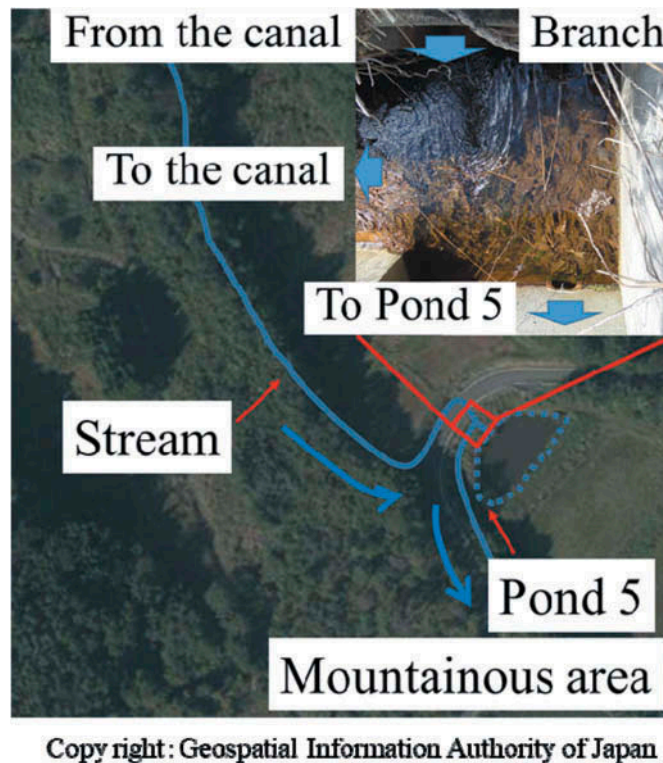 From the canal
Branch
To the canal
To Pond 5
Stream
Pond 5
Mountainous area
Copy right: Geospatial Information Authority of Japan